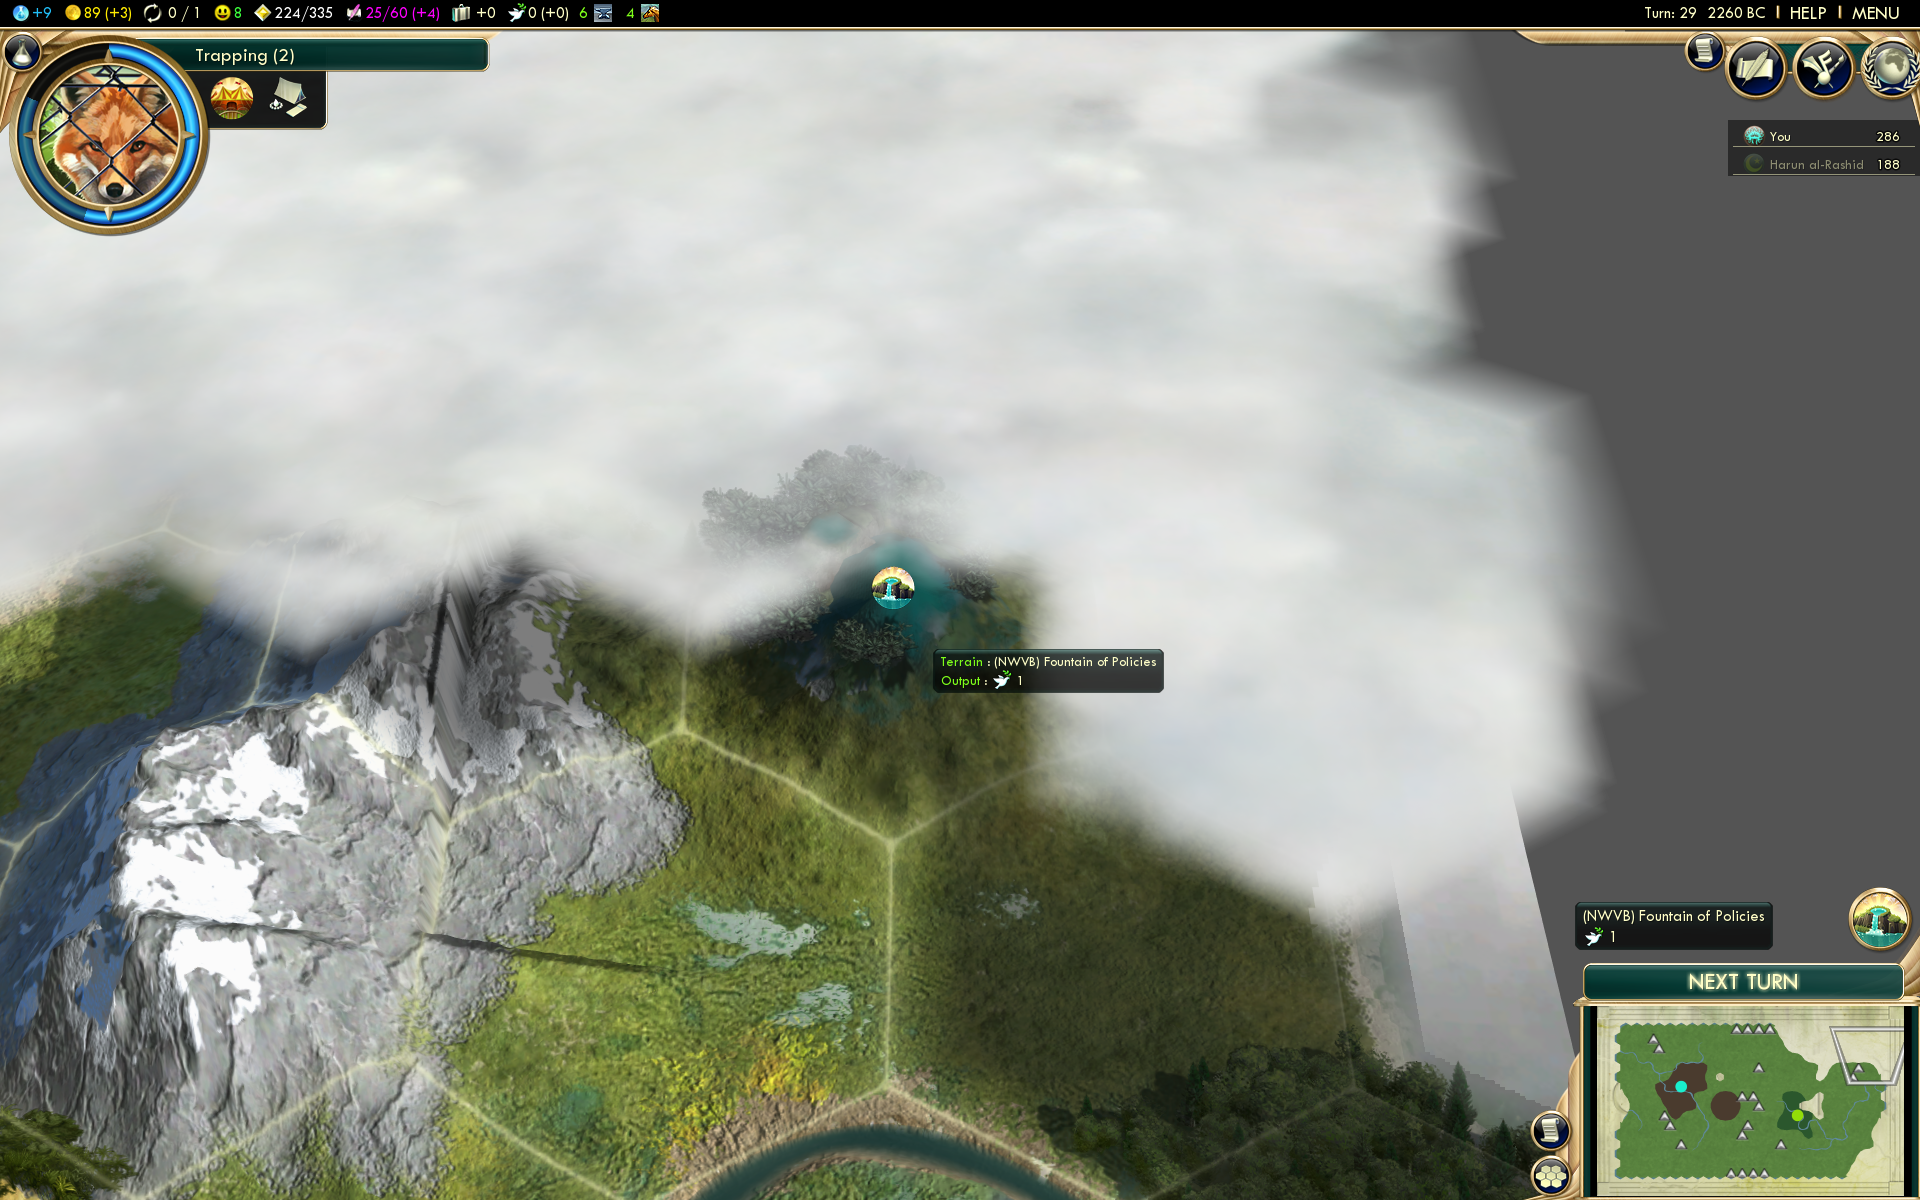 +9 89 (+3) 0 / 1 8 224/335 25/60 (+4) +0 0 (+0) 6 4 Turn: 29 2260 BC HELP MENU
Trapping (2)
You 286
Harun al-Rashid 188
Terrain : (NWVB) Fountain of Policies
Output : 1
(NWVB) Fountain of Policies
1
NEXT TURN